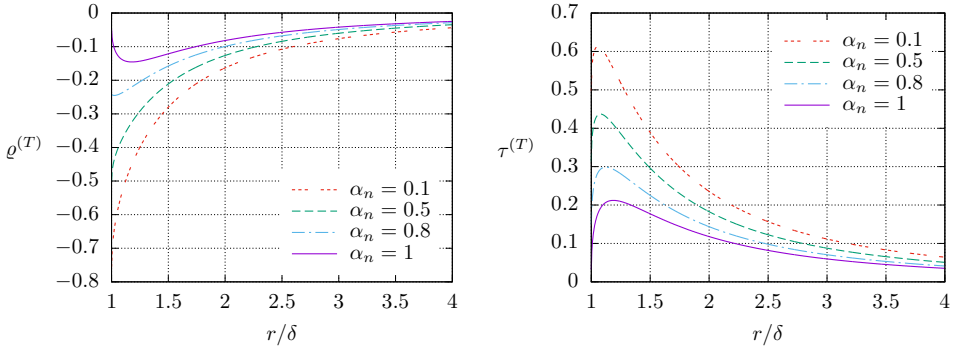 0
−0.1
−0.2
−0.3
−0.4
−0.5
−0.6
−0.7
−0.8
ϱ^(T)
α_n = 0.1
α_n = 0.5
α_n = 0.8
α_n = 1
1 1.5 2 2.5 3 3.5 4
r/δ
0.7
0.6
0.5
0.4
0.3
0.2
0.1
0
τ^(T)
α_n = 0.1
α_n = 0.5
α_n = 0.8
α_n = 1
1 1.5 2 2.5 3 3.5 4
r/δ